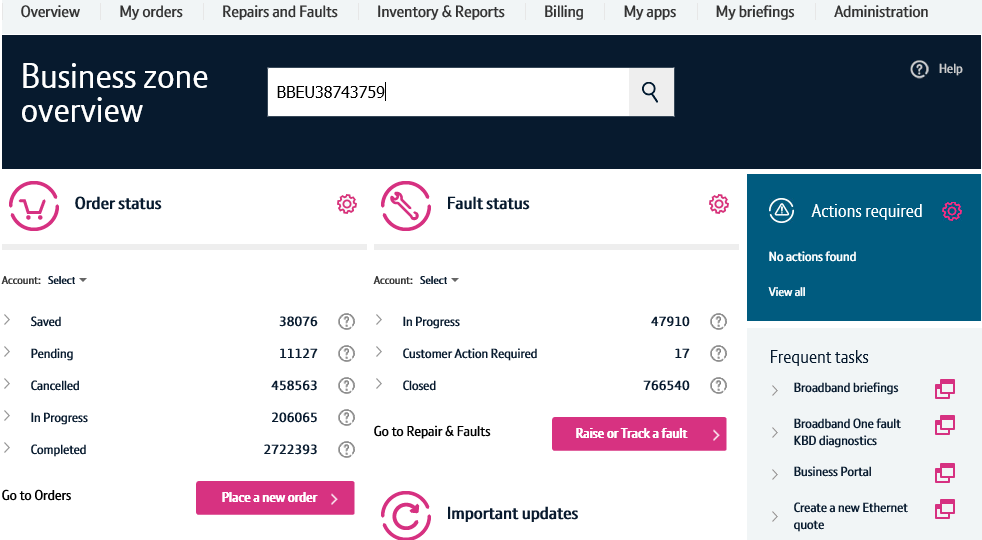 Overview My orders Repairs and Faults Inventory & Reports Billing My apps My briefings Administration
Business zone
overview
BBEU38743759
Help
Order status
Account: Select
Saved 38076
Pending 11127
Cancelled 458563
In Progress 206065
Completed 2722393
Go to Orders
Place a new order
Fault status
Account: Select
In Progress 47910
Customer Action Required 17
Closed 766540
Go to Repair & Faults
Raise or Track a fault
Important updates
Actions required
No actions found
View all
Frequent tasks
Broadband briefings
Broadband One fault
KBD diagnostics
Business Portal
Create a new Ethernet
quote